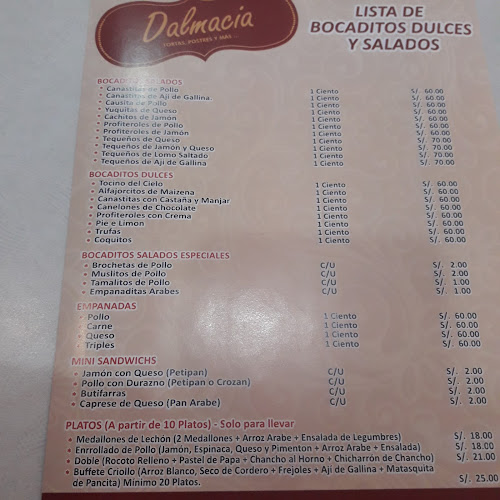 Dalmacia
TORTAS, POSTRES Y MÁS ...
LISTA DE
BOCADITOS DULCES
Y SALADOS
BOCADITOS SALADOS
• Canastitas de Pollo 1 Ciento S/. 60.00
• Canastitos de Aji de Gallina. 1 Ciento S/. 60.00
• Causita de Pollo 1 Ciento S/. 60.00
• Yuquitas de Queso 1 Ciento S/. 60.00
• Cachitos de Jamón 1 Ciento S/. 60.00
• Profiteroles de Pollo 1 Ciento S/. 60.00
• Profiteroles de Jamón 1 Ciento S/. 60.00
• Tequeños de Queso 1 Ciento S/. 70.00
• Tequeños de Jamón y Queso 1 Ciento S/. 70.00
• Tequeños de Lomo Saltado 1 Ciento S/. 70.00
• Tequeños de Aji de Gallina 1 Ciento S/. 70.00
BOCADITOS DULCES
• Tocino del Cielo 1 Ciento S/. 60.00
• Alfajorcitos de Maizena 1 Ciento S/. 60.00
• Canastitas con Castaña y Manjar 1 Ciento S/. 60.00
• Canelones de Chocolate 1 Ciento S/. 60.00
• Profiteroles con Crema 1 Ciento S/. 60.00
• Pie e Limon 1 Ciento S/. 60.00
• Trufas 1 Ciento S/. 60.00
• Coquitos 1 Ciento S/. 60.00
BOCADITOS SALADOS ESPECIALES
• Brochetas de Pollo C/U S/. 2.00
• Muslitos de Pollo C/U S/. 2.00
• Tamalitos de Pollo C/U S/. 1.00
• Empanaditas Arabes C/U S/. 1.00
EMPANADAS
• Pollo 1 Ciento S/. 60.00
• Carne 1 Ciento S/. 60.00
• Queso 1 Ciento S/. 60.00
• Triples 1 Ciento S/. 60.00
MINI SANDWICHS
• Jamón con Queso (Petipan) C/U S/. 2.00
• Pollo con Durazno (Petipan o Crozan) C/U S/. 2.00
• Butifarras C/U S/. 2.00
• Caprese de Queso (Pan Arabe) C/U S/. 2.00
PLATOS (A partir de 10 Platos) - Solo para llevar
• Medallones de Lechón (2 Medallones + Arroz Arabe + Ensalada de Legumbres) S/. 18.00
• Enrrollado de Pollo (Jamón, Espinaca, Queso y Pimenton + Arroz Arabe + Ensalada) S/. 18.00
• Doble (Rocoto Relleno + Pastel de Papa + Chancho al Horno + Chicharrón de Chancho) S/. 21.00
• Buffete Criollo (Arroz Blanco, Seco de Cordero + Frejoles + Aji de Gallina + Matasquita
de Pancita) Mínimo 20 Platos. S/. 25.00